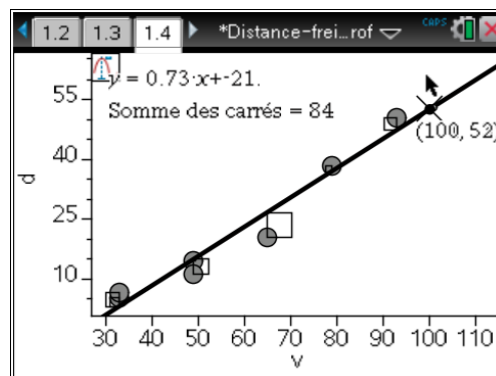 1.2 1.3 1.4 *Distance-frei…rof CAPS
y = 0.73·x+-21.
Somme des carrés = 84
(100, 52)
d
55
40
25
10
30 40 50 60 70 80 90 100 110
v